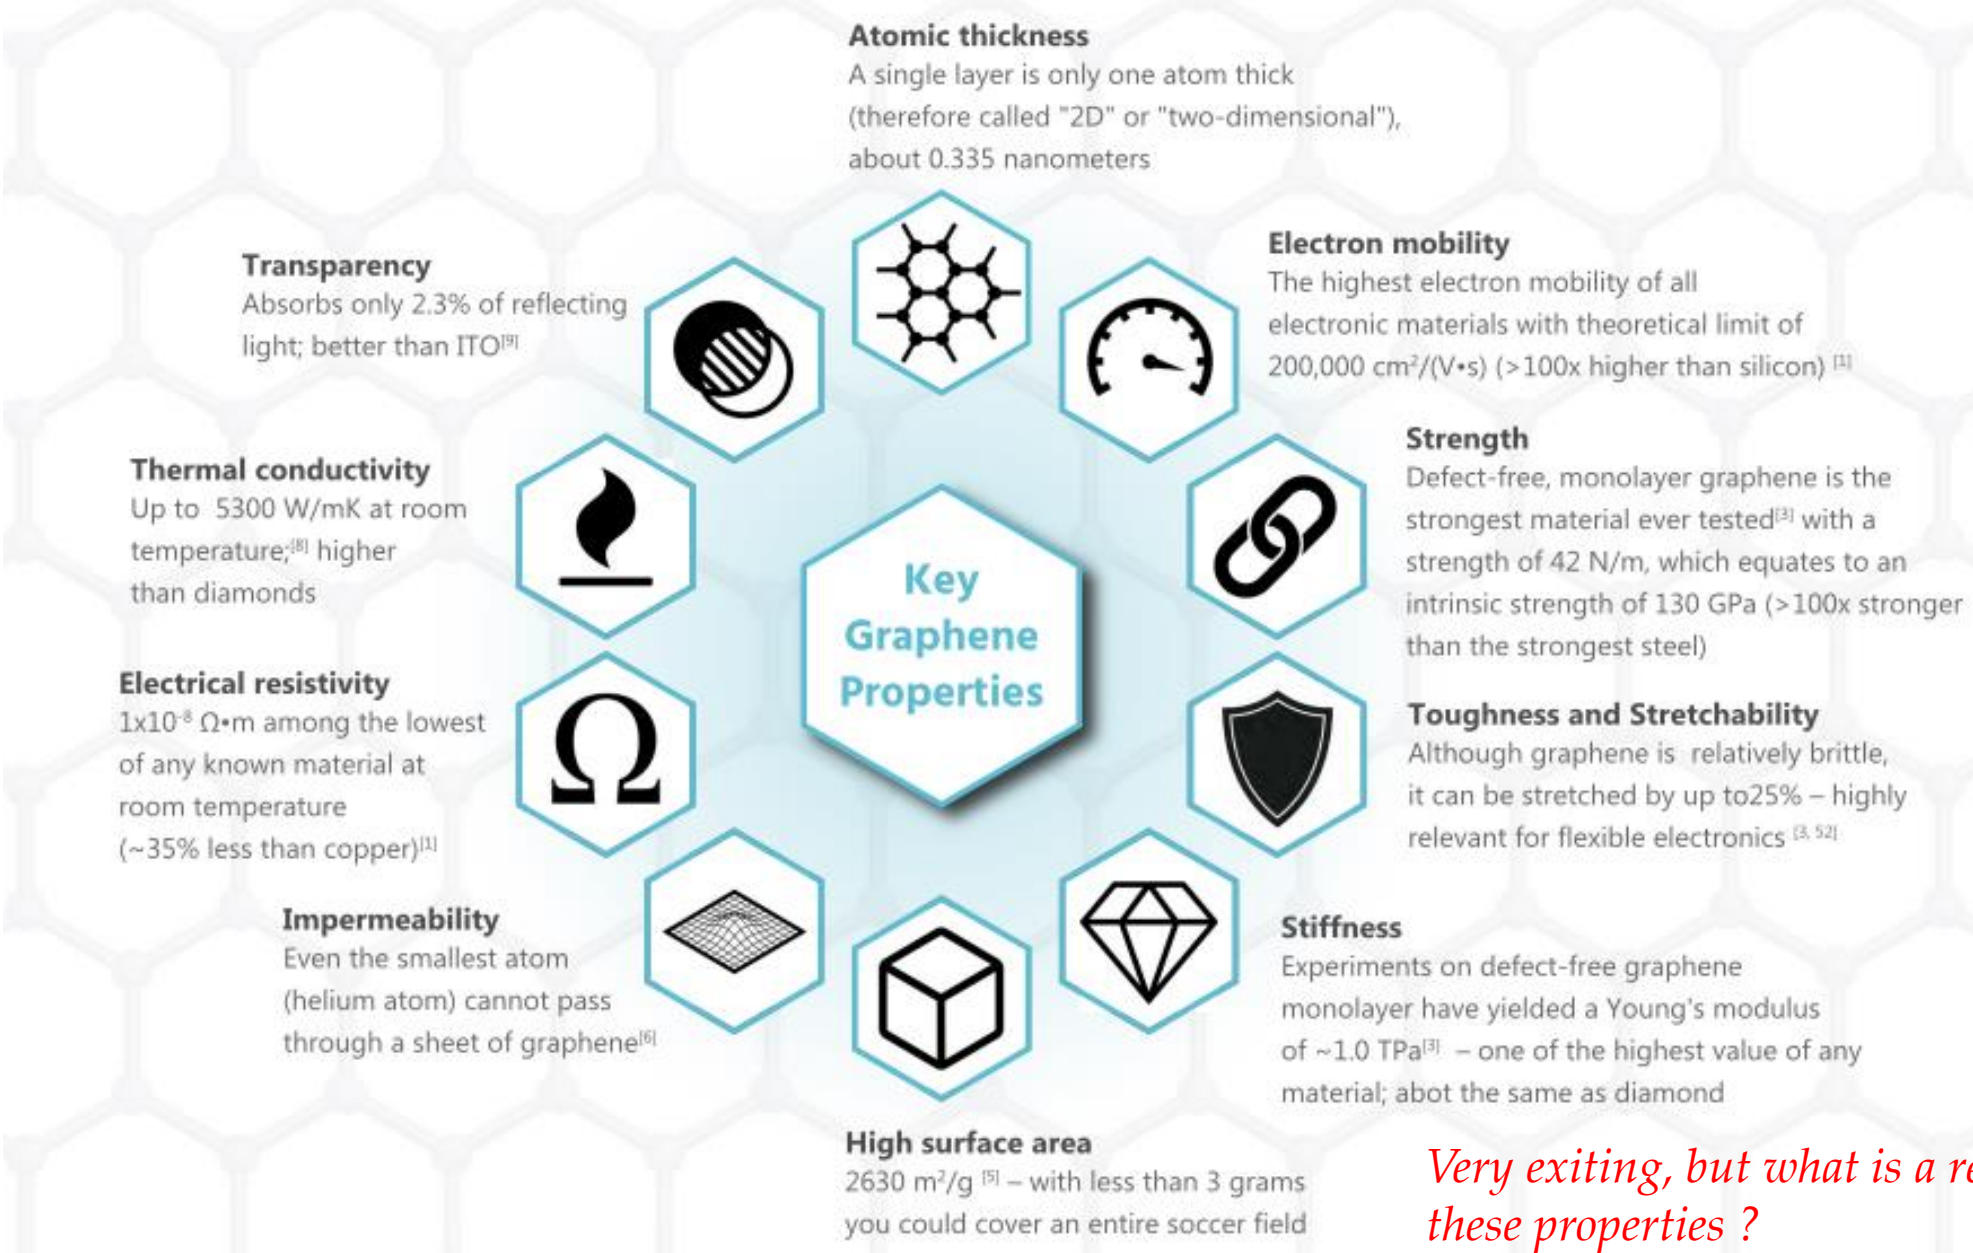 Atomic thickness
A single layer is only one atom thick
(therefore called "2D" or "two-dimensional"),
about 0.335 nanometers
Electron mobility
The highest electron mobility of all
electronic materials with theoretical limit of
200,000 cm²/(V•s) (>100x higher than silicon) [1]
Strength
Defect-free, monolayer graphene is the
strongest material ever tested[3] with a
strength of 42 N/m, which equates to an
intrinsic strength of 130 GPa (>100x stronger
than the strongest steel)
Toughness and Stretchability
Although graphene is relatively brittle,
it can be stretched by up to25% – highly
relevant for flexible electronics [3, 52]
Stiffness
Experiments on defect-free graphene
monolayer have yielded a Young's modulus
of ~1.0 TPa[3] – one of the highest value of any
material; abot the same as diamond
High surface area
2630 m²/g [5] – with less than 3 grams
you could cover an entire soccer field
Impermeability
Even the smallest atom
(helium atom) cannot pass
through a sheet of graphene[6]
Electrical resistivity
1x10⁻⁸ Ω•m among the lowest
of any known material at
room temperature
(~35% less than copper)[1]
Thermal conductivity
Up to 5300 W/mK at room
temperature;[8] higher
than diamonds
Transparency
Absorbs only 2.3% of reflecting
light; better than ITO[9]
Key
Graphene
Properties
Ω
Very exiting, but what is a
these properties ?